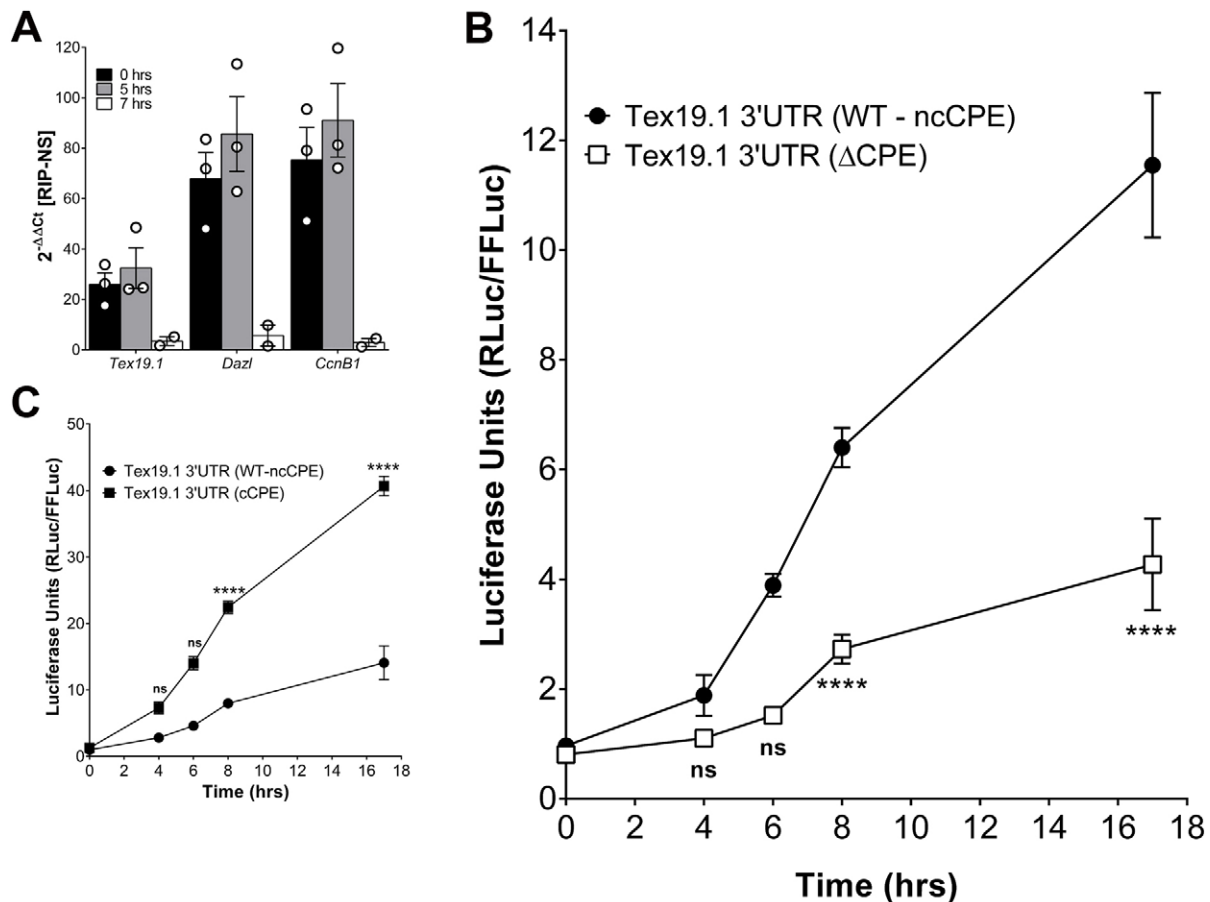 A
120
100
80
60
40
20
0
2^-ΔΔCt [RIP-NS]
0 hrs
5 hrs
7 hrs
Tex19.1
Dazl
CcnB1
B
14
12
10
8
6
4
2
0
Luciferase Units (RLuc/FFLuc)
Tex19.1 3'UTR (WT - ncCPE)
Tex19.1 3'UTR (ΔCPE)
ns
ns
****
****
0 2 4 6 8 10 12 14 16 18
Time (hrs)
C
50
40
30
20
10
0
Luciferase Units (RLuc/FFLuc)
Tex19.1 3'UTR (WT-ncCPE)
Tex19.1 3'UTR (cCPE)
ns
ns
****
****
0 2 4 6 8 10 12 14 16 18
Time (hrs)